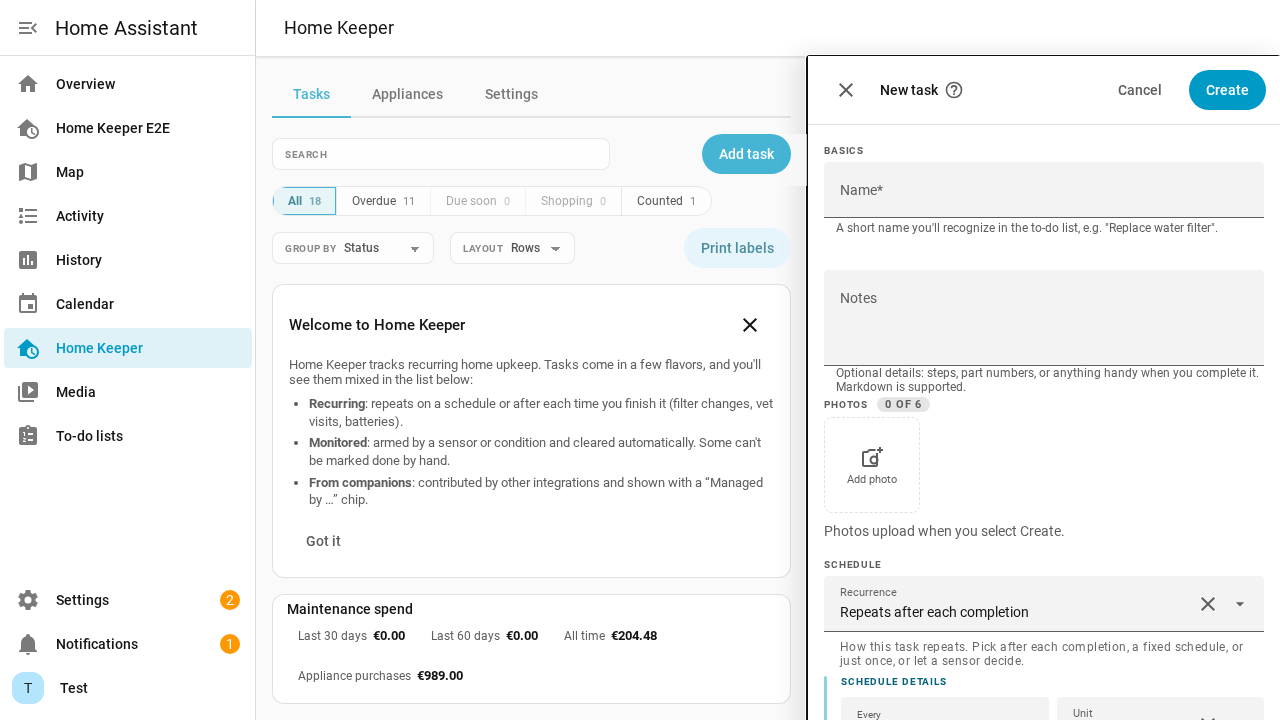 Home Assistant
Overview
Home Keeper E2E
Map
Activity
History
Calendar
Home Keeper
Media
To-do lists
Settings 2
Notifications 1
T Test
Home Keeper
Tasks Appliances Settings
SEARCH
Add task
All 18 Overdue 11 Due soon 0 Shopping 0 Counted 1
GROUP BY Status LAYOUT Rows Print labels
Welcome to Home Keeper
Home Keeper tracks recurring home upkeep. Tasks come in a few flavors, and you'll
see them mixed in the list below:
• Recurring: repeats on a schedule or after each time you finish it (filter changes, vet
visits, batteries).
• Monitored: armed by a sensor or condition and cleared automatically. Some can't
be marked done by hand.
• From companions: contributed by other integrations and shown with a “Managed
by …” chip.
Got it
Maintenance spend
Last 30 days €0.00 Last 60 days €0.00 All time €204.48
Appliance purchases €989.00
New task Cancel Create
BASICS
Name*
A short name you'll recognize in the to-do list, e.g. "Replace water filter".
Notes
Optional details: steps, part numbers, or anything handy when you complete it.
Markdown is supported.
PHOTOS 0 OF 6
Add photo
Photos upload when you select Create.
SCHEDULE
Recurrence
Repeats after each completion
How this task repeats. Pick after each completion, a fixed schedule, or
just once, or let a sensor decide.
SCHEDULE DETAILS
Every Unit